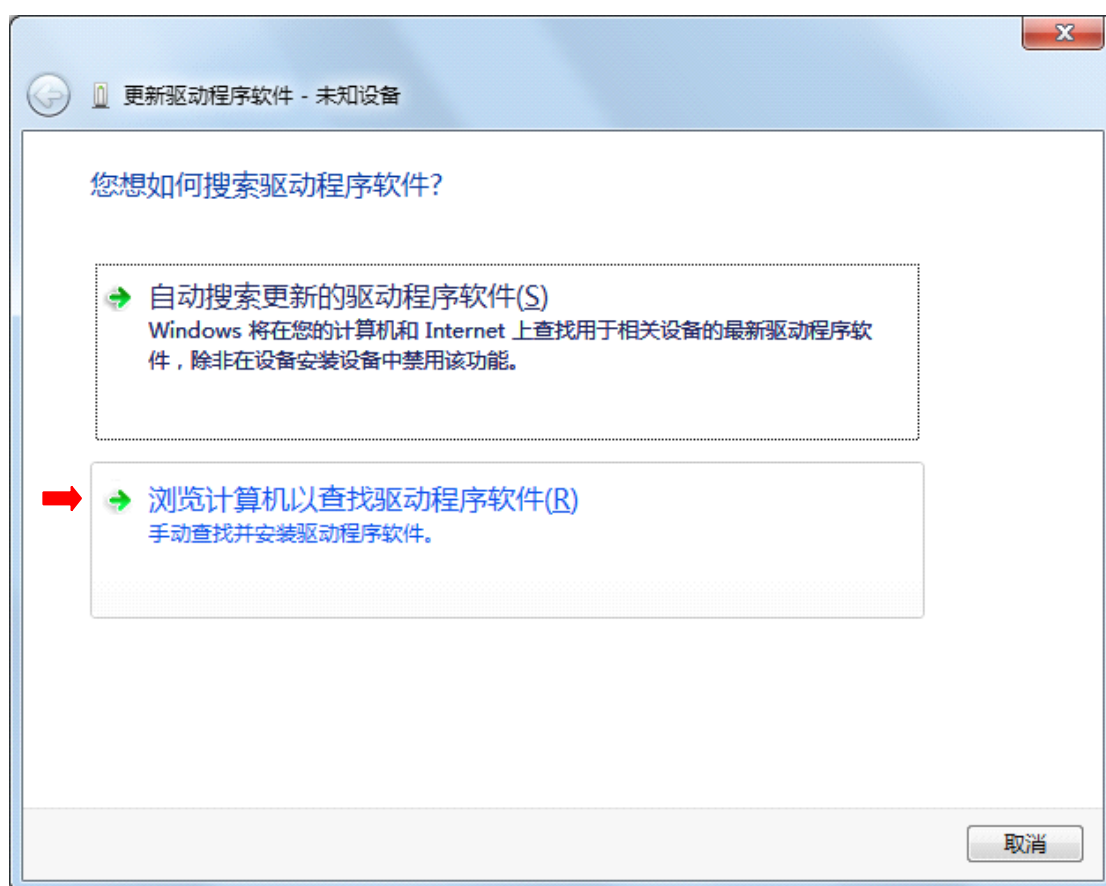 更新驱动程序软件 - 未知设备
您想如何搜索驱动程序软件?
自动搜索更新的驱动程序软件(S)
Windows 将在您的计算机和 Internet 上查找用于相关设备的最新驱动程序软
件，除非在设备安装设备中禁用该功能。
浏览计算机以查找驱动程序软件(R)
手动查找并安装驱动程序软件。
取消